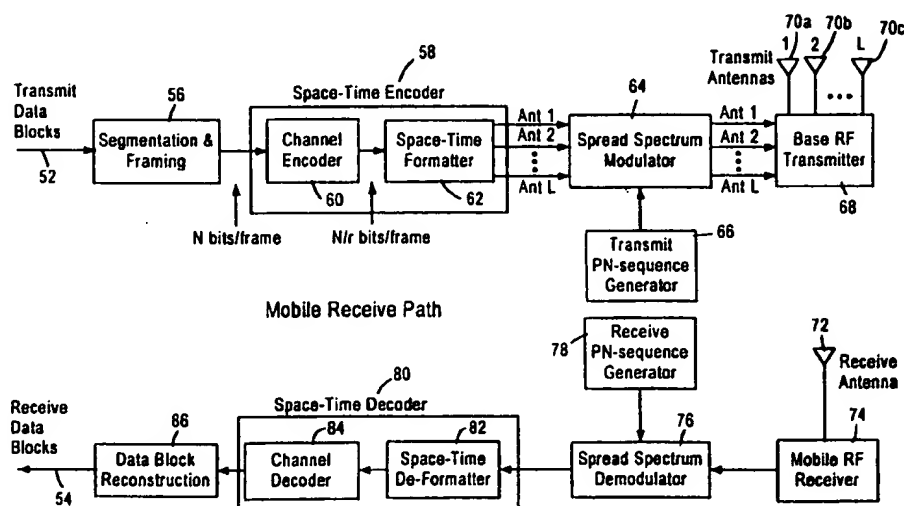 70a 70b 70c
1 2 L
Transmit
Antennas
Transmit
Data
Blocks
52
56
Segmentation &
Framing
58
Space-Time Encoder
Channel
Encoder
60
Space-Time
Formatter
62
N bits/frame
N/r bits/frame
Ant 1
Ant 2
Ant L
64
Spread Spectrum
Modulator
Ant 1
Ant 2
Ant L
Base RF
Transmitter
68
Transmit
PN-sequence
Generator
66
Mobile Receive Path
78
Receive
PN-sequence
Generator
72
Receive
Antenna
Receive
Data
Blocks
54
86
Data Block
Reconstruction
80
Space-Time Decoder
84
Channel
Decoder
82
Space-Time
De-Formatter
76
Spread Spectrum
Demodulator
74
Mobile RF
Receiver